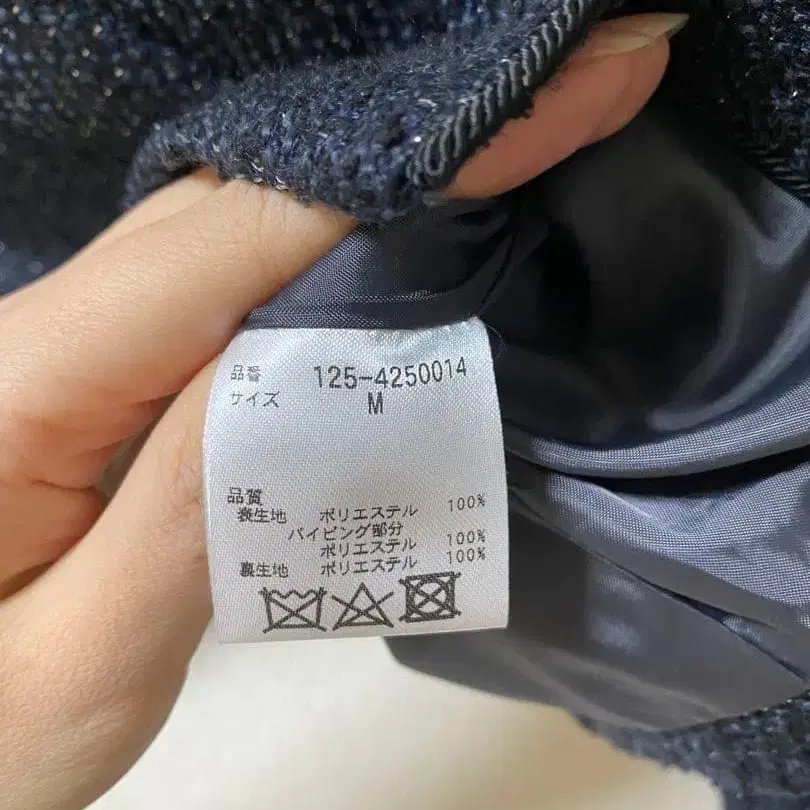 品番 125-4250014
サイズ M
品質
表生地 ポリエステル 100%
パイピング部分
ポリエステル 100%
裏生地 ポリエステル 100%